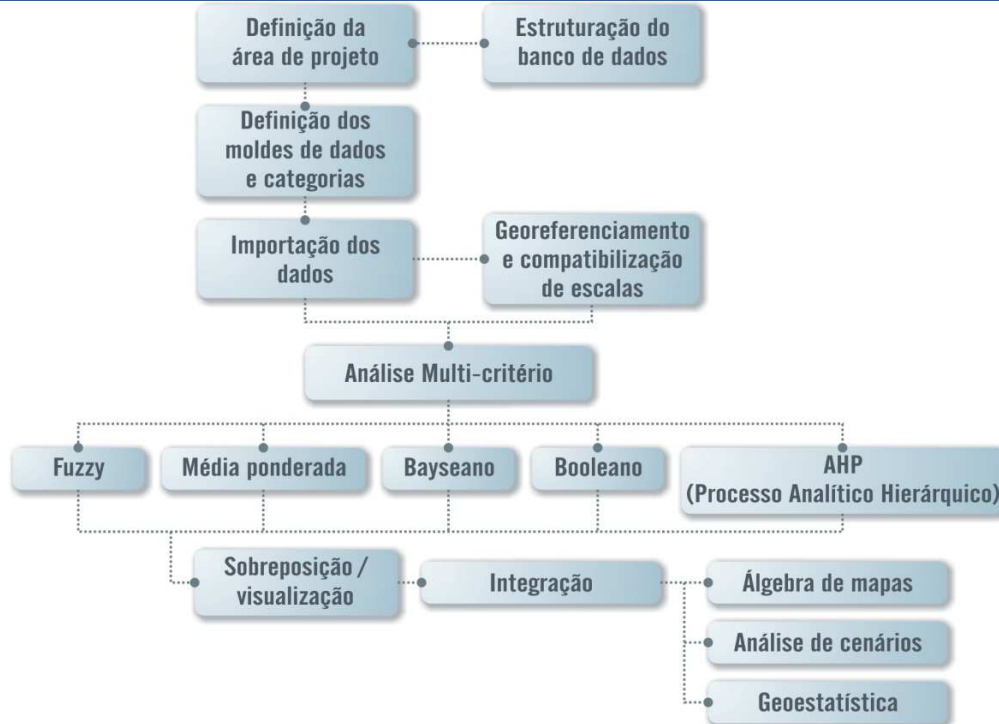 Definição da
área de projeto
Estruturação do
banco de dados
Definição dos
moldes de dados
e categorias
Importação dos
dados
Georeferenciamento
e compatibilização
de escalas
Análise Multi-critério
Fuzzy
Média ponderada
Bayseano
Booleano
AHP
(Processo Analítico Hierárquico)
Sobreposição /
visualização
Integração
Álgebra de mapas
Análise de cenários
Geoestatística